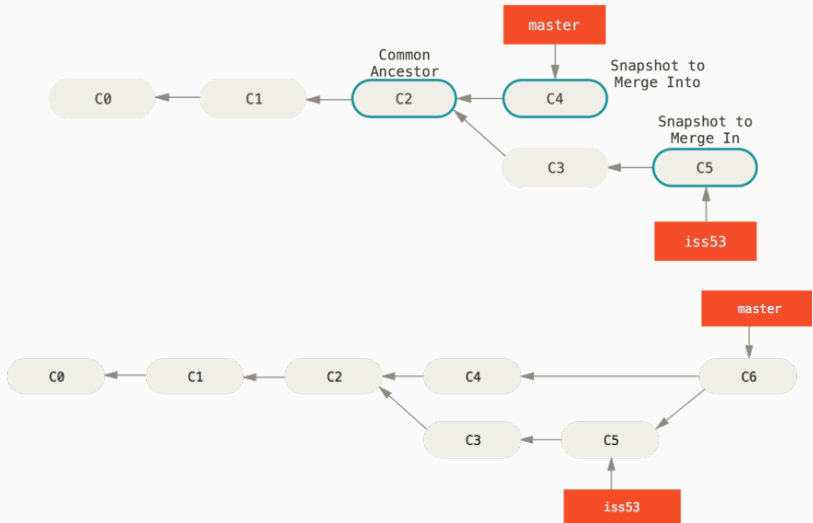 master
Common
Ancestor
Snapshot to
Merge Into
C0
C1
C2
C4
Snapshot to
Merge In
C3
C5
iss53
master
C0
C1
C2
C4
C6
C3
C5
iss53